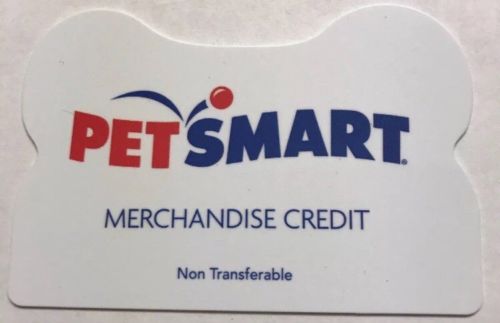 PETSMART®
MERCHANDISE CREDIT
Non Transferable